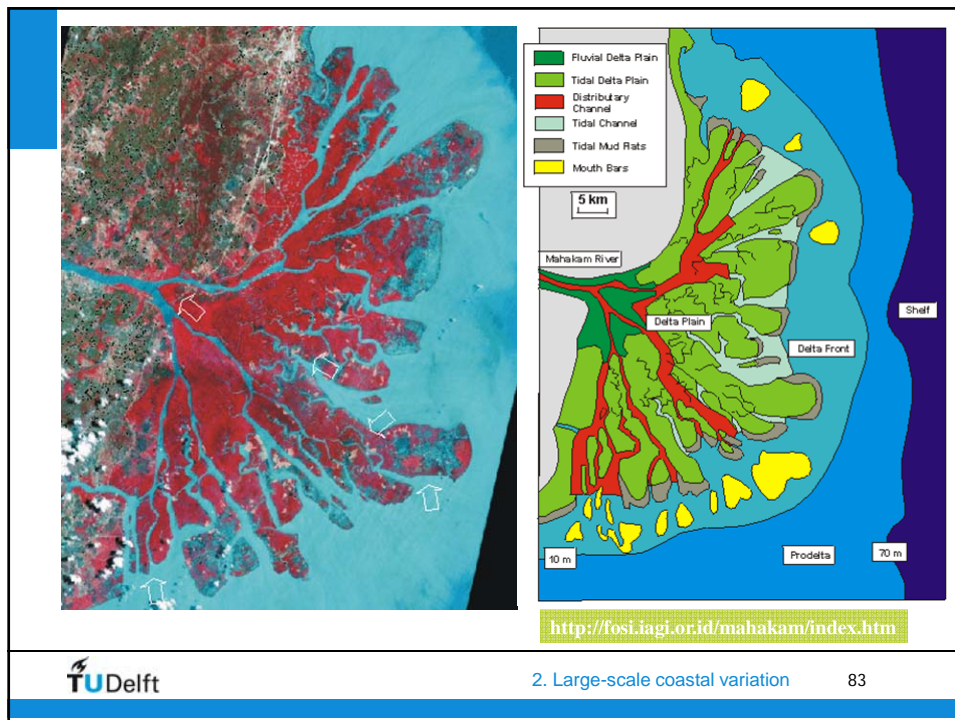 Fluvial Delta Plain
Tidal Delta Plain
Distributary
Channel
Tidal Channel
Tidal Mud Flats
Mouth Bars
5 km
Mahakam River
Delta Plain
Shelf
Delta Front
10 m
Prodelta
70 m
http://fosi.iagi.or.id/mahakam/index.htm
TUDelft
2. Large-scale coastal variation
83